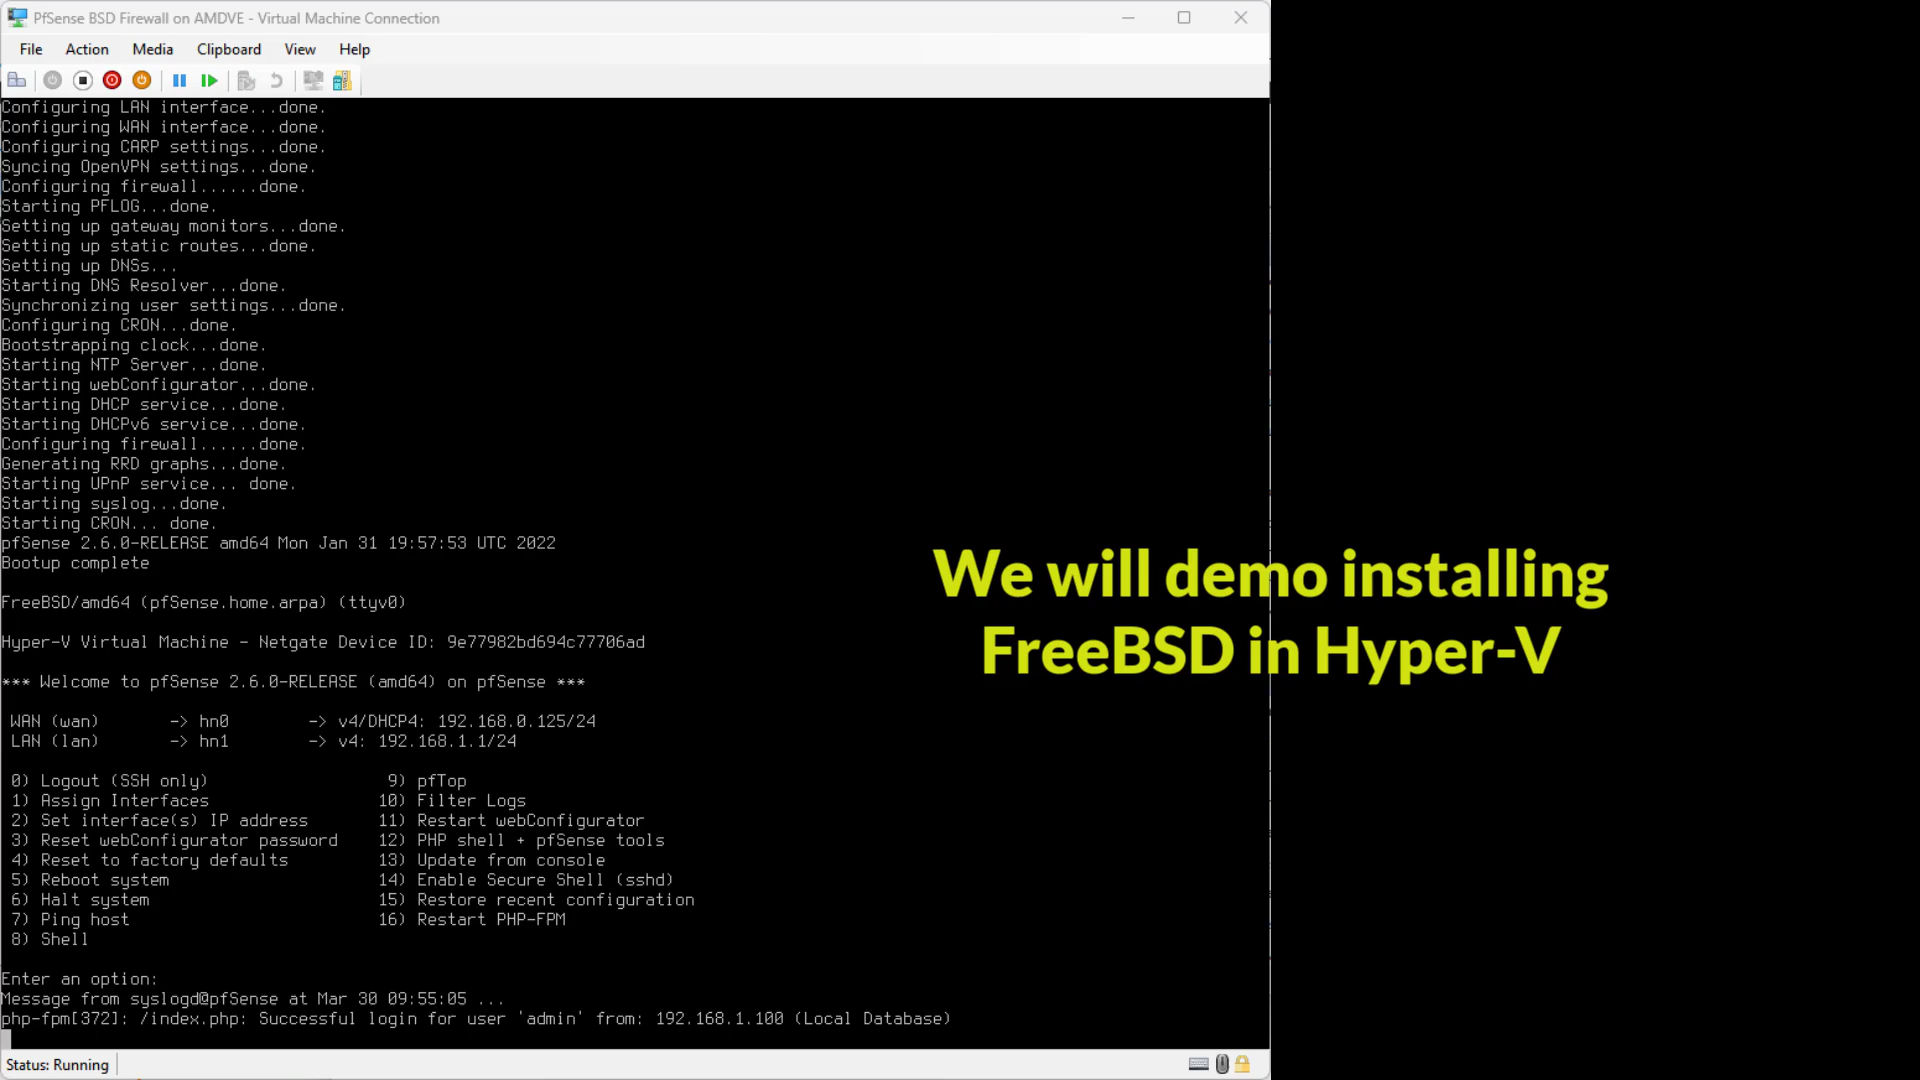 PfSense BSD Firewall on AMDVE - Virtual Machine Connection
File Action Media Clipboard View Help
Configuring LAN interface...done.
Configuring WAN interface...done.
Configuring CARP settings...done.
Syncing OpenVPN settings...done.
Configuring firewall......done.
Starting PFLOG...done.
Setting up gateway monitors...done.
Setting up static routes...done.
Setting up DNSs...
Starting DNS Resolver...done.
Synchronizing user settings...done.
Configuring CRON...done.
Bootstrapping clock...done.
Starting NTP Server...done.
Starting webConfigurator...done.
Starting DHCP service...done.
Starting DHCPv6 service...done.
Configuring firewall......done.
Generating RRD graphs...done.
Starting UPnP service... done.
Starting syslog...done.
Starting CRON... done.
pfSense 2.6.0-RELEASE amd64 Mon Jan 31 19:57:53 UTC 2022
Bootup complete
FreeBSD/amd64 (pfSense.home.arpa) (ttyv0)
Hyper-V Virtual Machine - Netgate Device ID: 9e77982bd694c77706ad
*** Welcome to pfSense 2.6.0-RELEASE (amd64) on pfSense ***
WAN (wan) -> hn0 -> v4/DHCP4: 192.168.0.125/24
LAN (lan) -> hn1 -> v4: 192.168.1.1/24
0) Logout (SSH only) 9) pfTop
1) Assign Interfaces 10) Filter Logs
2) Set interface(s) IP address 11) Restart webConfigurator
3) Reset webConfigurator password 12) PHP shell + pfSense tools
4) Reset to factory defaults 13) Update from console
5) Reboot system 14) Enable Secure Shell (sshd)
6) Halt system 15) Restore recent configuration
7) Ping host 16) Restart PHP-FPM
8) Shell
Enter an option:
Message from syslogd@pfSense at Mar 30 09:55:05 ...
php-fpm[372]: /index.php: Successful login for user 'admin' from: 192.168.1.100 (Local Database)
Status: Running
We will demo installing
FreeBSD in Hyper-V